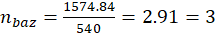 n_baz = 1574.84/540 = 2.91 = 3